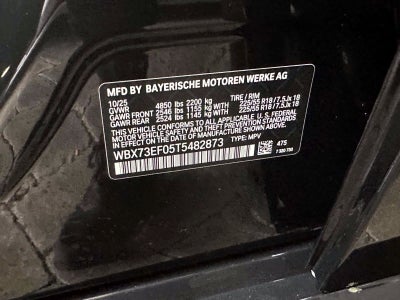 MFD BY BAYERISCHE MOTOREN WERKE AG
10/25 4850 lbs 2200 kg TIRE / RIM
GVWR
GAWR FRONT 2546 lbs 1155 kg 225/55 R18 / 7.5Jx 18
GAWR REAR 2524 lbs 1145 kg 225/55 R18 / 7.5Jx 18
THIS VEHICLE CONFORMS TO ALL APPLICABLE U.S. FEDERAL
MOTOR VEHICLE SAFETY AND THEFT PREVENTION STANDARDS
IN EFFECT ON THE DATE OF MANUFACTURE SHOWN ABOVE.
WBX73EF05T5482873 TYPE: MPV
475